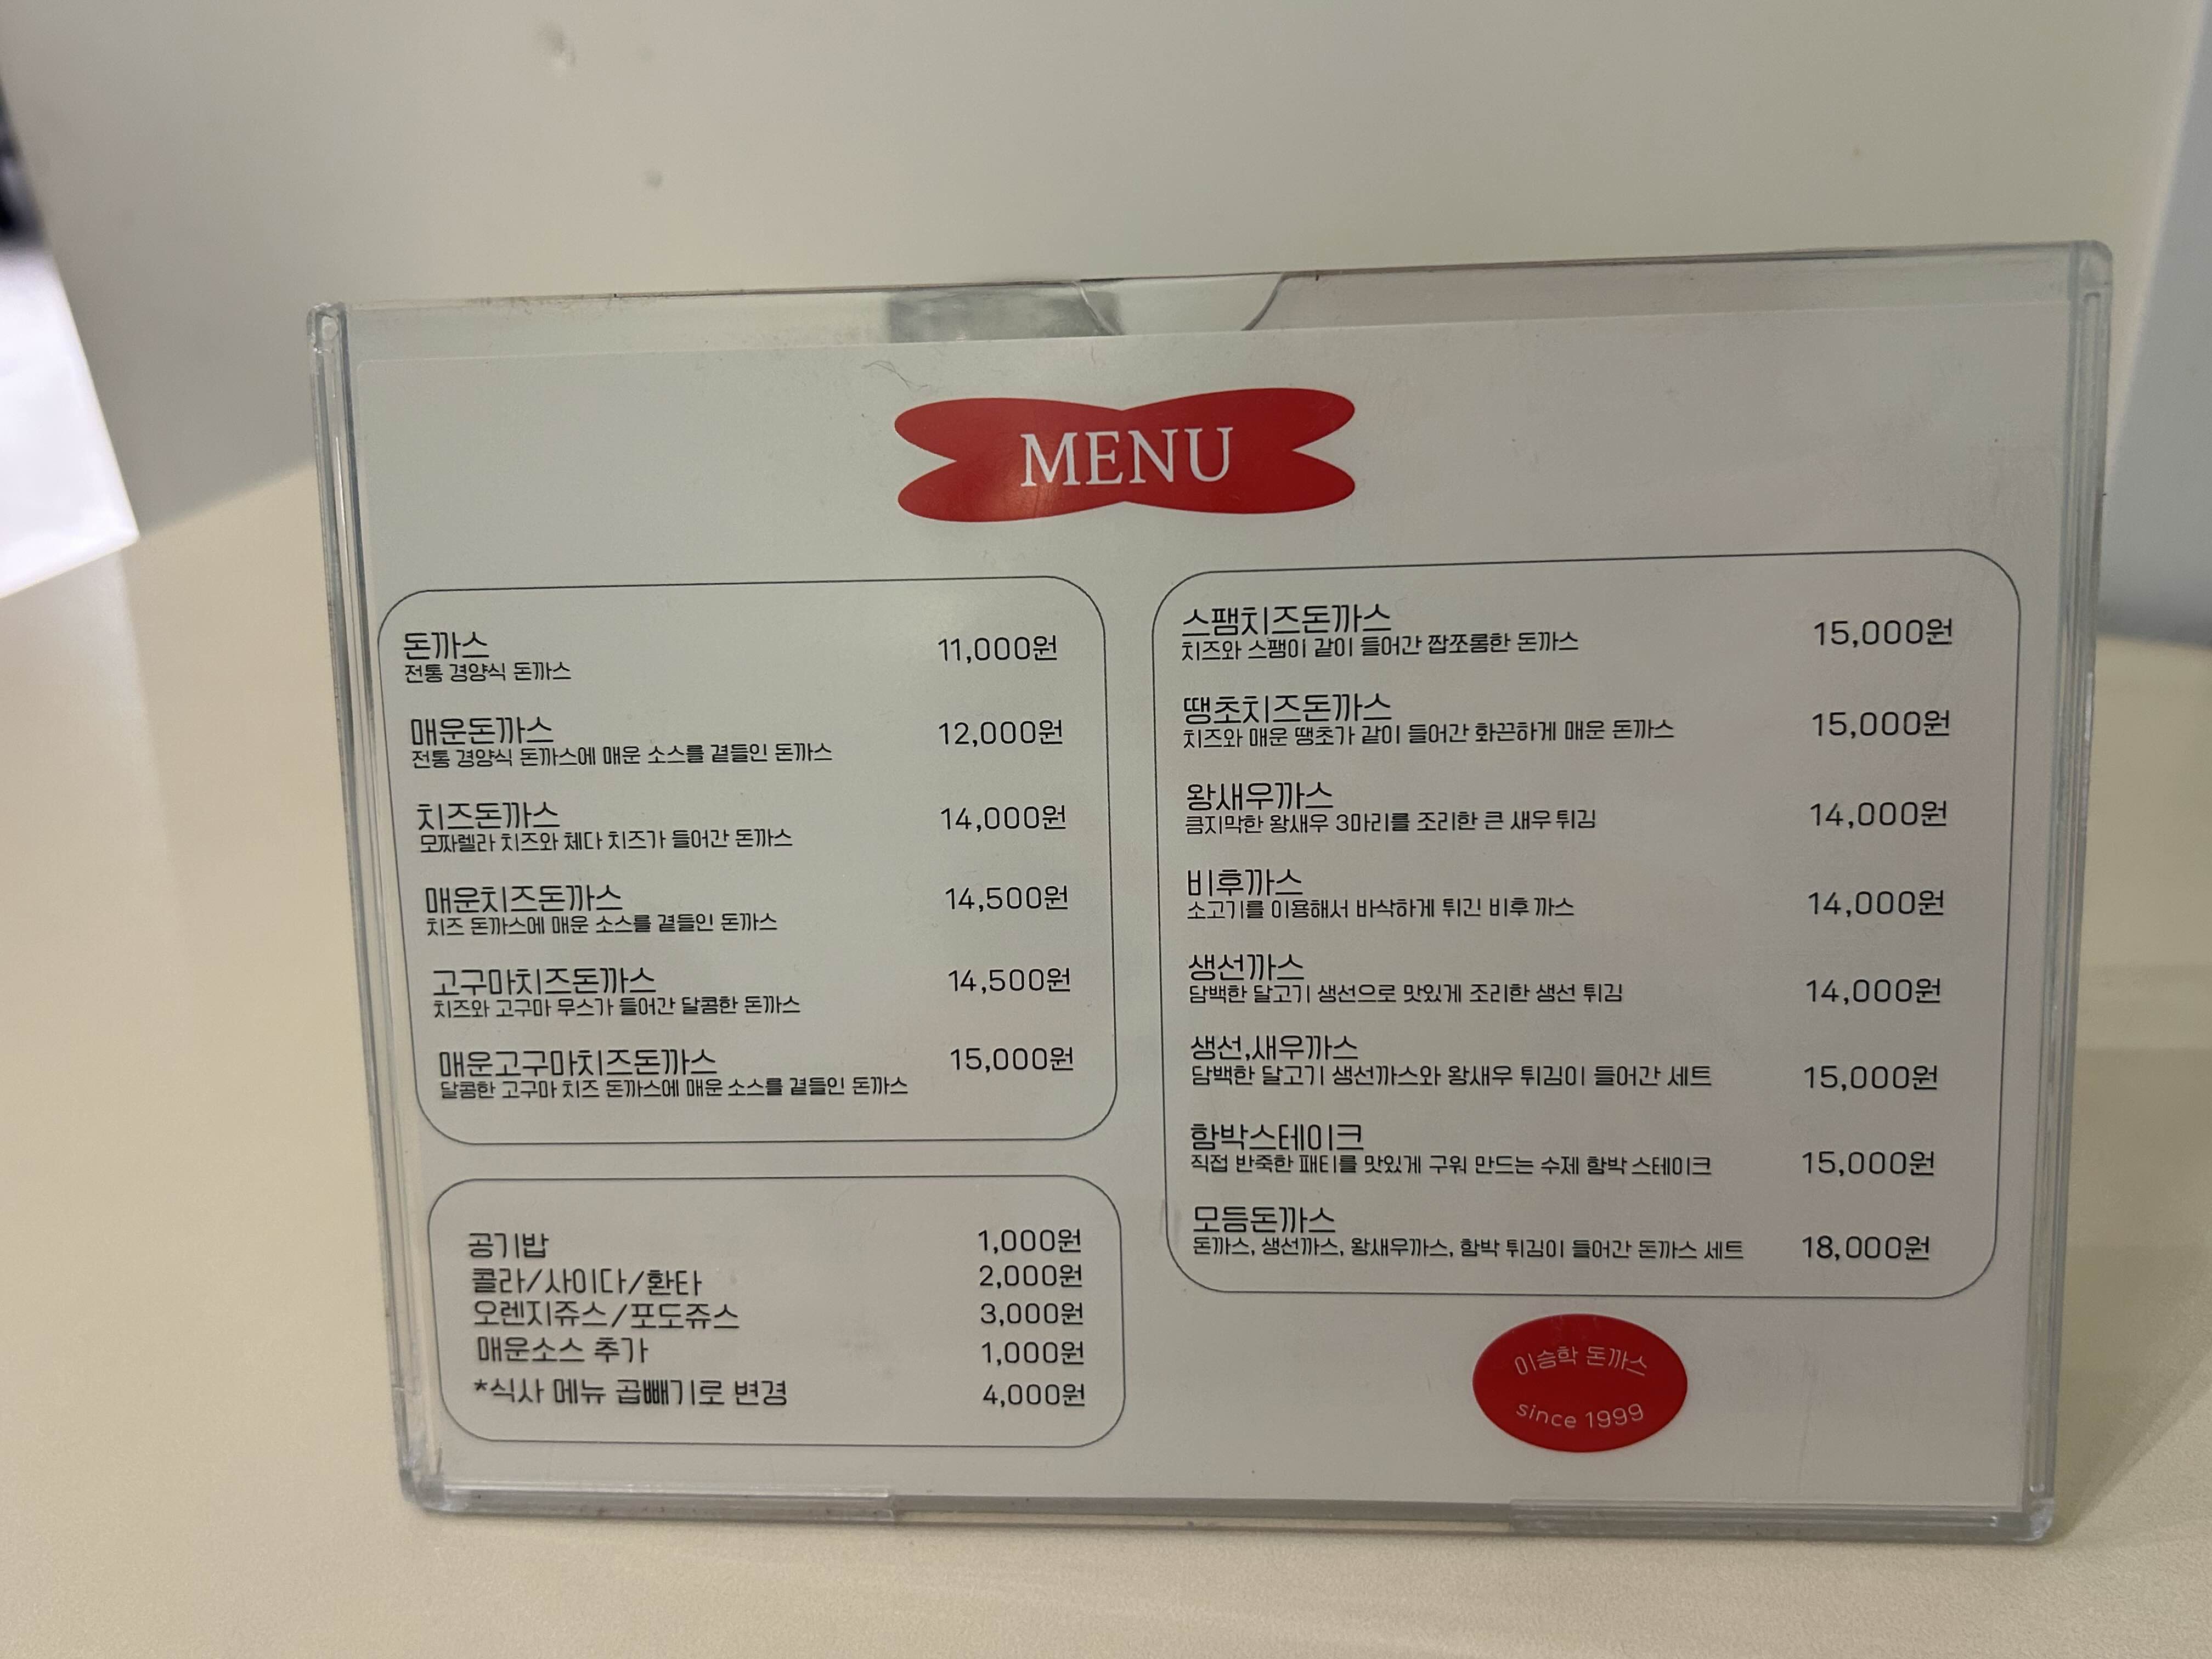 MENU
돈까스 11,000원
전통 경양식 돈까스
매운돈까스 12,000원
전통 경양식 돈까스에 매운 소스를 곁들인 돈까스
치즈돈까스 14,000원
모짜렐라 치즈와 체다 치즈가 들어간 돈까스
매운치즈돈까스 14,500원
치즈 돈까스에 매운 소스를 곁들인 돈까스
고구마치즈돈까스 14,500원
치즈와 고구마 무스가 들어간 달콤한 돈까스
매운고구마치즈돈까스 15,000원
달콤한 고구마 치즈 돈까스에 매운 소스를 곁들인 돈까스
공기밥 1,000원
콜라/사이다/환타 2,000원
오렌지쥬스/포도쥬스 3,000원
매운소스 추가 1,000원
*식사 메뉴 곱빼기로 변경 4,000원
스팸치즈돈까스 15,000원
치즈와 스팸이 같이 들어간 짭쪼롬한 돈까스
땡초치즈돈까스 15,000원
치즈와 매운 땡초가 같이 들어간 화끈하게 매운 돈까스
왕새우까스 14,000원
큼지막한 왕새우 3마리를 조리한 큰 새우 튀김
비후까스 14,000원
소고기를 이용해서 바삭하게 튀긴 비후 까스
생선까스 14,000원
담백한 달고기 생선으로 맛있게 조리한 생선 튀김
생선,새우까스 15,000원
담백한 달고기 생선까스와 왕새우 튀김이 들어간 세트
함박스테이크 15,000원
직접 반죽한 패티를 맛있게 구워 만드는 수제 함박 스테이크
모듬돈까스 18,000원
돈까스, 생선까스, 왕새우까스, 함박 튀김이 들어간 돈까스 세트
이승학 돈까스
since 1999